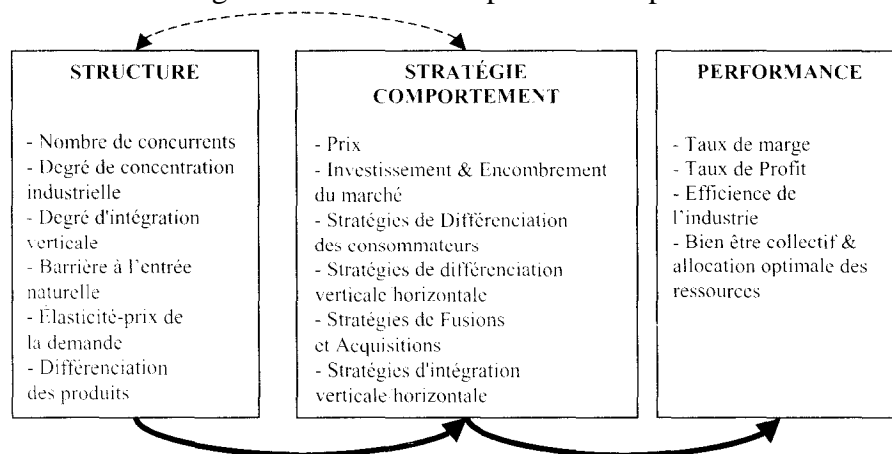 STRUCTURE
- Nombre de concurrents
- Degré de concentration
industrielle
- Degré d'intégration
verticale
- Barrière à l'entrée
naturelle
- Élasticité-prix de
la demande
- Différenciation
des produits
STRATÉGIE
COMPORTEMENT
- Prix
- Investissement & Encombrement
du marché
- Stratégies de Différenciation
des consommateurs
- Stratégies de différenciation
verticale horizontale
- Stratégies de Fusions
et Acquisitions
- Stratégies d'intégration
verticale horizontale
PERFORMANCE
- Taux de marge
- Taux de Profit
- Efficience de
l'industrie
- Bien être collectif &
allocation optimale des
ressources